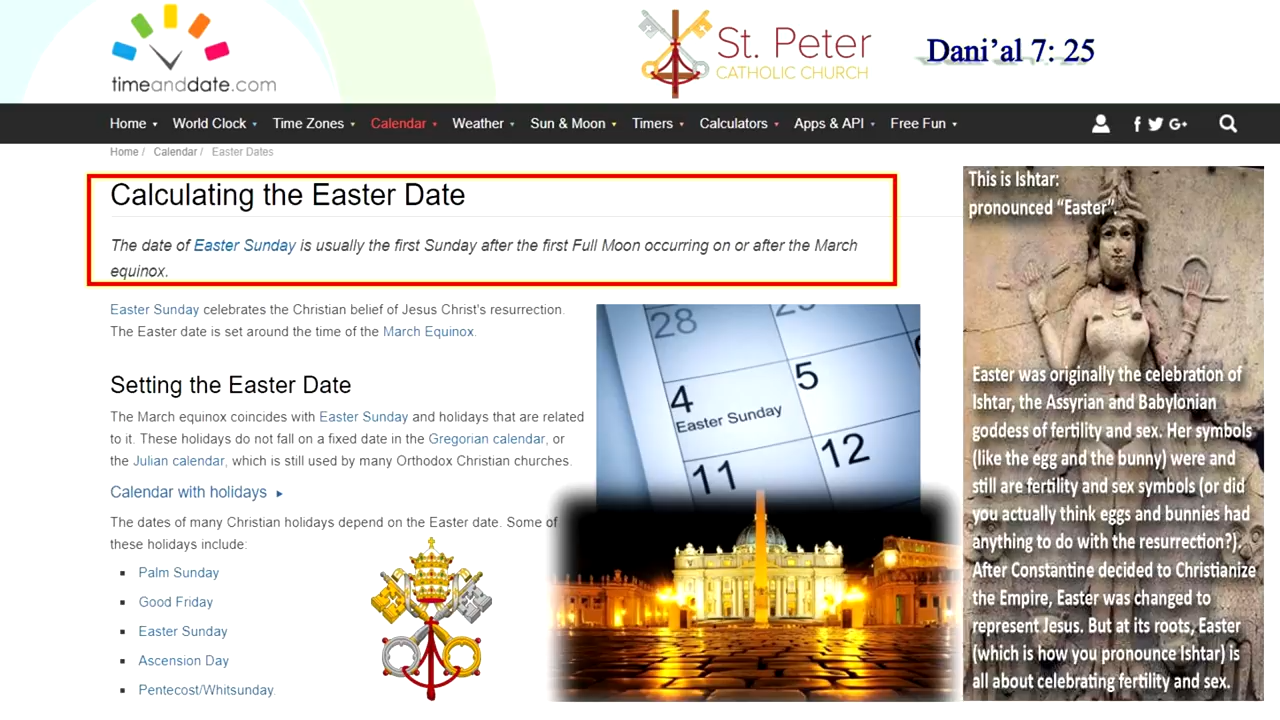 timeanddate.com
St. Peter
CATHOLIC CHURCH
Dani'al 7: 25
Home World Clock Time Zones Calendar Weather Sun & Moon Timers Calculators Apps & API Free Fun
Home / Calendar / Easter Dates
Calculating the Easter Date
The date of Easter Sunday is usually the first Sunday after the first Full Moon occurring on or after the March
equinox.
Easter Sunday celebrates the Christian belief of Jesus Christ's resurrection.
The Easter date is set around the time of the March Equinox.
Setting the Easter Date
The March equinox coincides with Easter Sunday and holidays that are related
to it. These holidays do not fall on a fixed date in the Gregorian calendar, or
the Julian calendar, which is still used by many Orthodox Christian churches.
Calendar with holidays
The dates of many Christian holidays depend on the Easter date. Some of
these holidays include:
Palm Sunday
Good Friday
Easter Sunday
Ascension Day
Pentecost/Whitsunday.
28
4
5
Easter Sunday
11
12
This is Ishtar:
pronounced “Easter”.
Easter was originally the celebration of
Ishtar, the Assyrian and Babylonian
goddess of fertility and sex. Her symbols
(like the egg and the bunny) were and
still are fertility and sex symbols (or did
you actually think eggs and bunnies had
anything to do with the resurrection?).
After Constantine decided to Christianize
the Empire, Easter was changed to
represent Jesus. But at its roots, Easter
(which is how you pronounce Ishtar) is
all about celebrating fertility and sex.